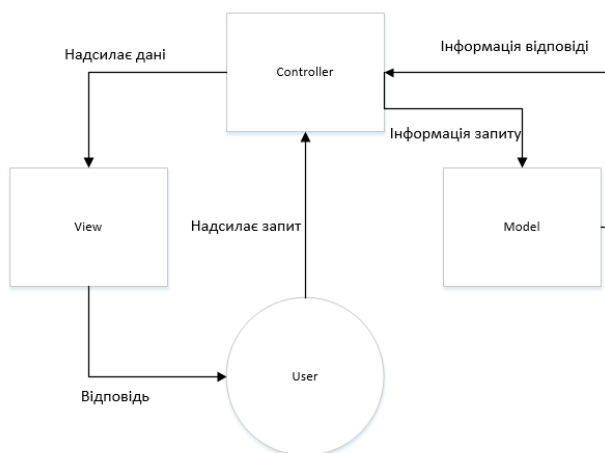 Надсилає дані
Controller
Інформація відповіді
Інформація запиту
View
Надсилає запит
Model
User
Відповідь